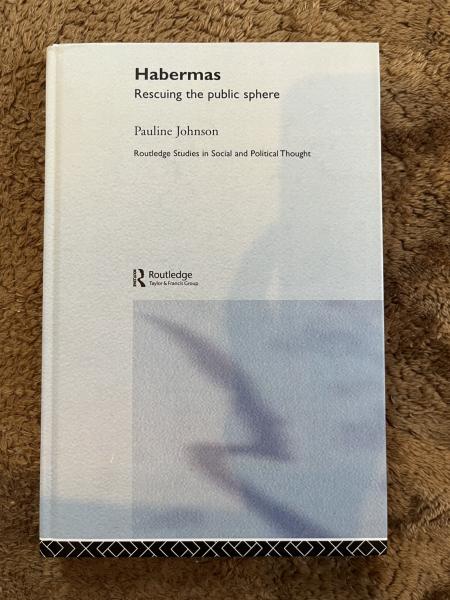 Habermas
Rescuing the public sphere
Pauline Johnson
Routledge Studies in Social and Political Thought
Routledge
Taylor & Francis Group